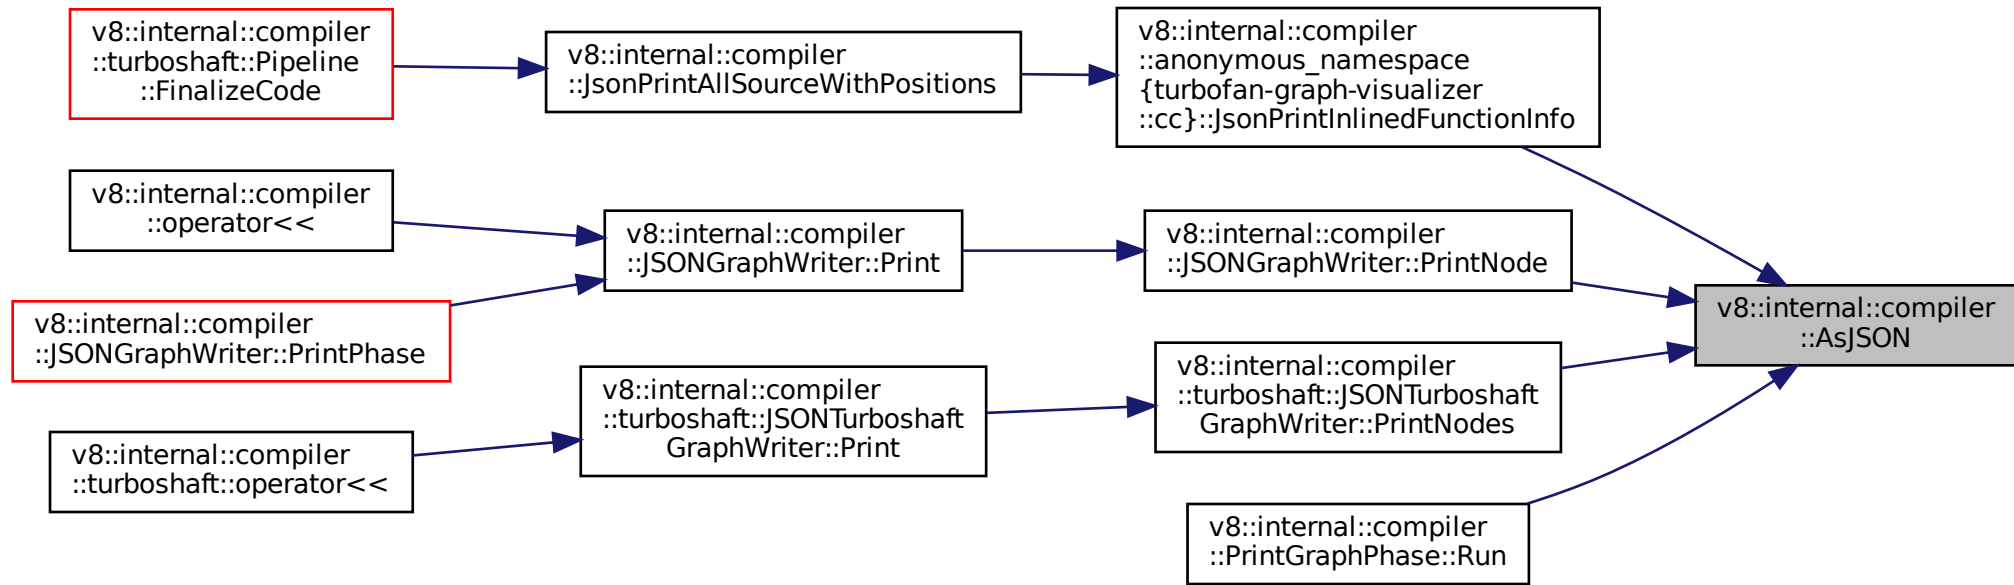 v8::internal::compiler
::turboshaft::Pipeline
::FinalizeCode
v8::internal::compiler
::JsonPrintAllSourceWithPositions
v8::internal::compiler
::anonymous_namespace
{turbofan-graph-visualizer
::cc}::JsonPrintInlinedFunctionInfo
v8::internal::compiler
::operator<<
v8::internal::compiler
::JSONGraphWriter::Print
v8::internal::compiler
::JSONGraphWriter::PrintNode
v8::internal::compiler
::AsJSON
v8::internal::compiler
::JSONGraphWriter::PrintPhase
v8::internal::compiler
::turboshaft::JSONTurboshaft
GraphWriter::Print
v8::internal::compiler
::turboshaft::JSONTurboshaft
GraphWriter::PrintNodes
v8::internal::compiler
::turboshaft::operator<<
v8::internal::compiler
::PrintGraphPhase::Run